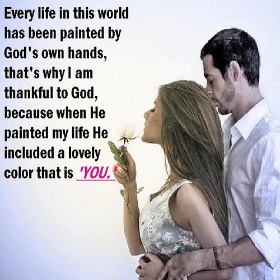 Every life in this world
has been painted by
God's own hands,
that's why I am
thankful to God,
because when He
painted my life He
included a lovely
color that is 'YOU.